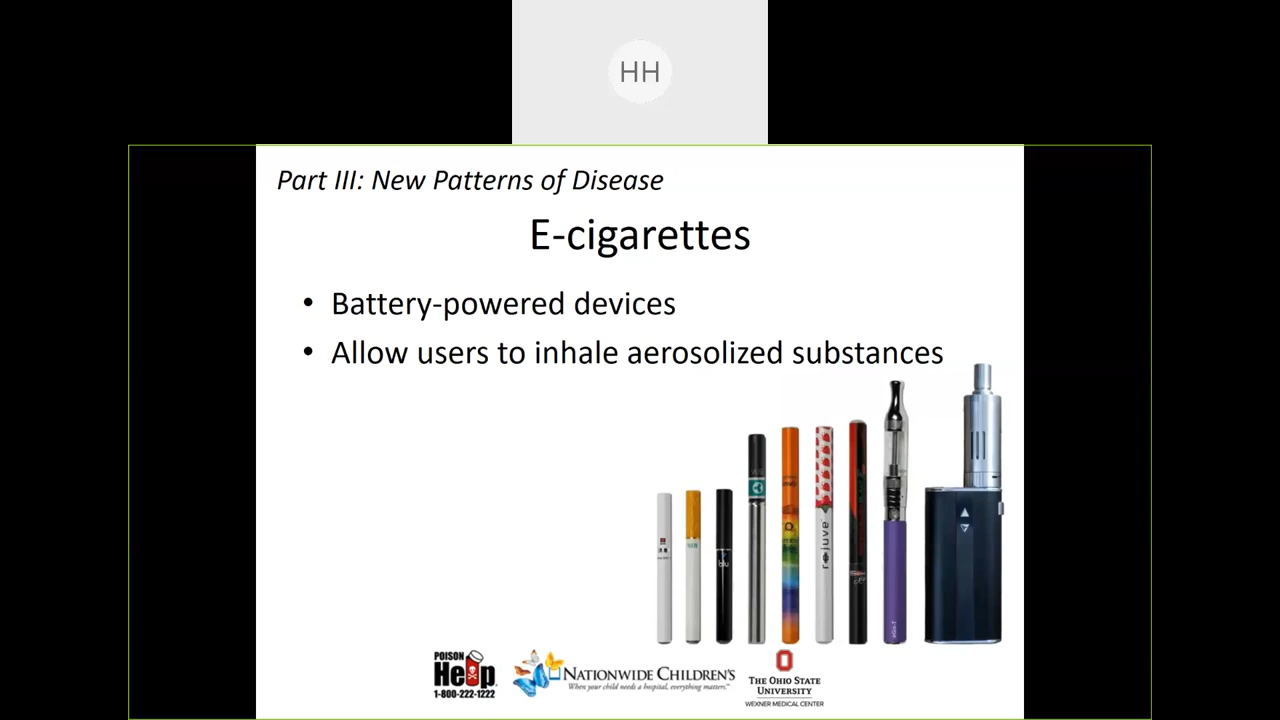 HH
Part III: New Patterns of Disease
E-cigarettes
• Battery-powered devices
• Allow users to inhale aerosolized substances
blu
rejuve
POISON
Help
1-800-222-1222
NATIONWIDE CHILDREN'S
When your child needs a hospital, everything matters.™
THE OHIO STATE
UNIVERSITY
WEXNER MEDICAL CENTER